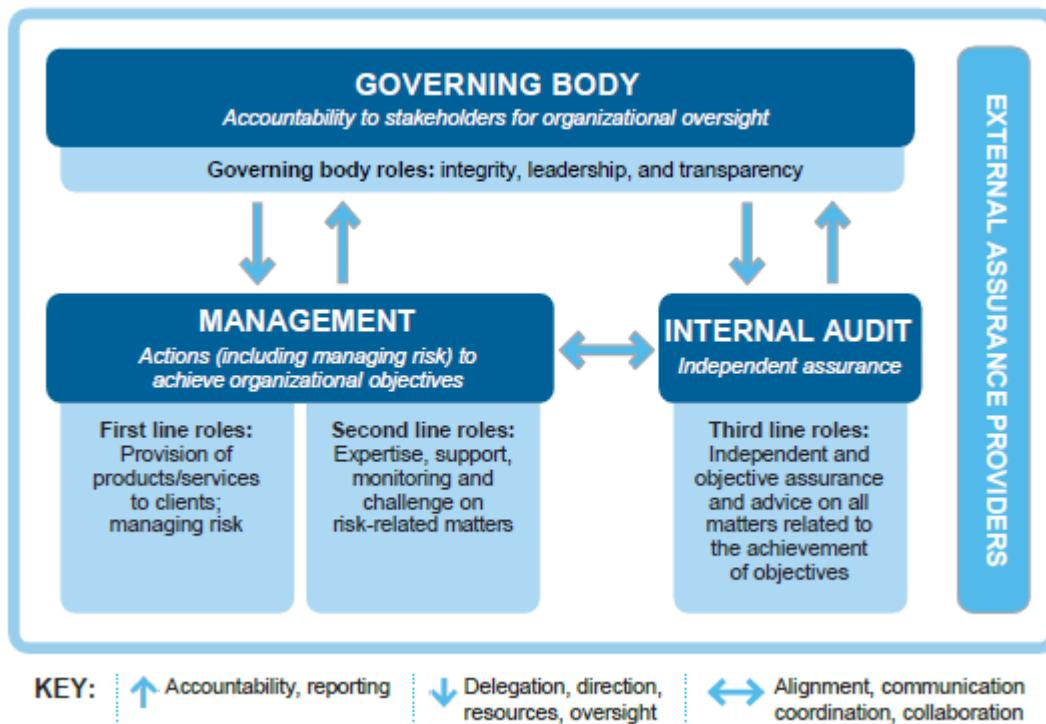 GOVERNING BODY
Accountability to stakeholders for organizational oversight
Governing body roles: integrity, leadership, and transparency
MANAGEMENT
Actions (including managing risk) to
achieve organizational objectives
INTERNAL AUDIT
Independent assurance
First line roles:
Provision of
products/services
to clients;
managing risk
Second line roles:
Expertise, support,
monitoring and
challenge on
risk-related matters
Third line roles:
Independent and
objective assurance
and advice on all
matters related to
the achievement
of objectives
EXTERNAL ASSURANCE PROVIDERS
KEY:
Accountability, reporting
Delegation, direction,
resources, oversight
Alignment, communication
coordination, collaboration